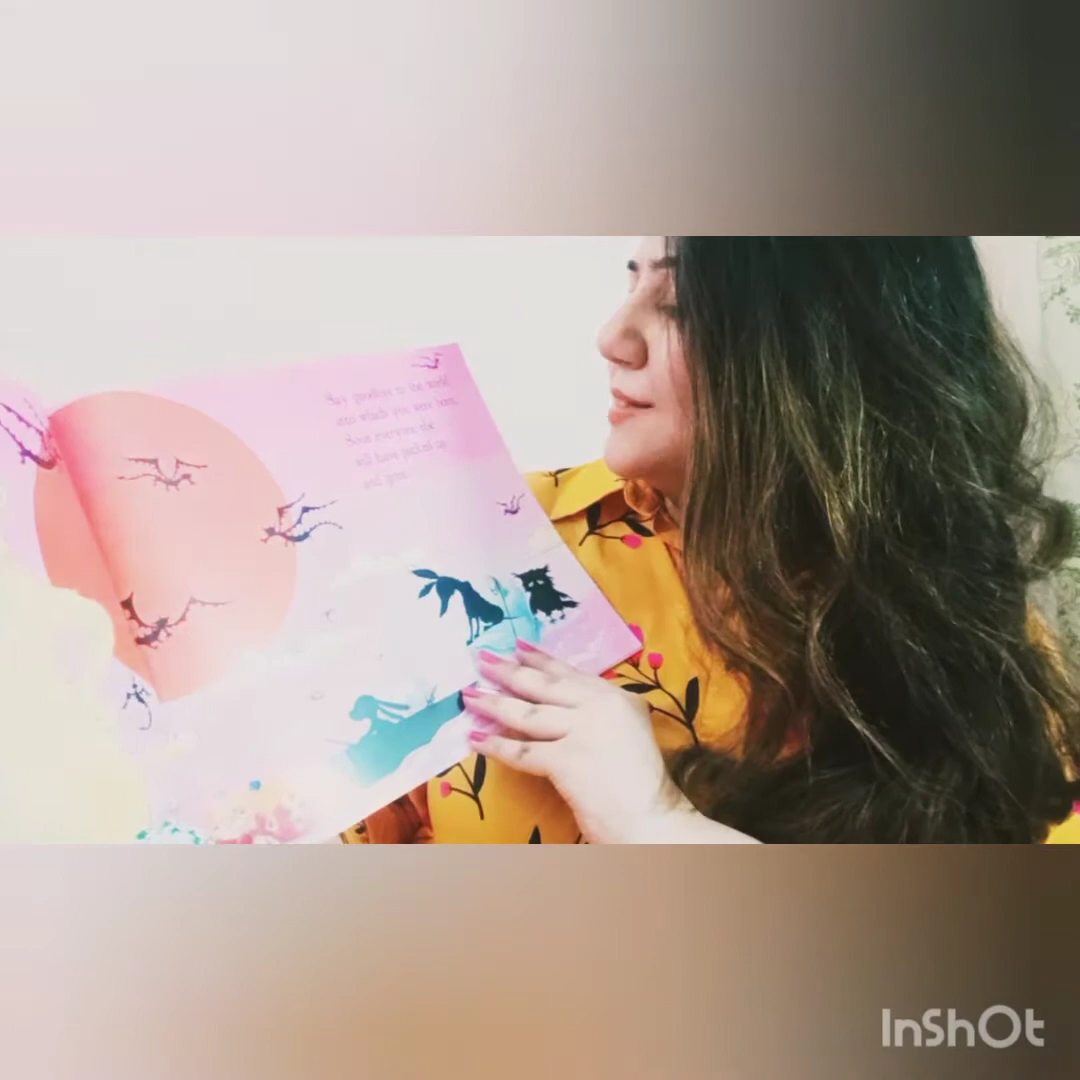 Say goodbye to the world
into which you were born.
Soon everyone else
will have packed up
and gone.
InShOt